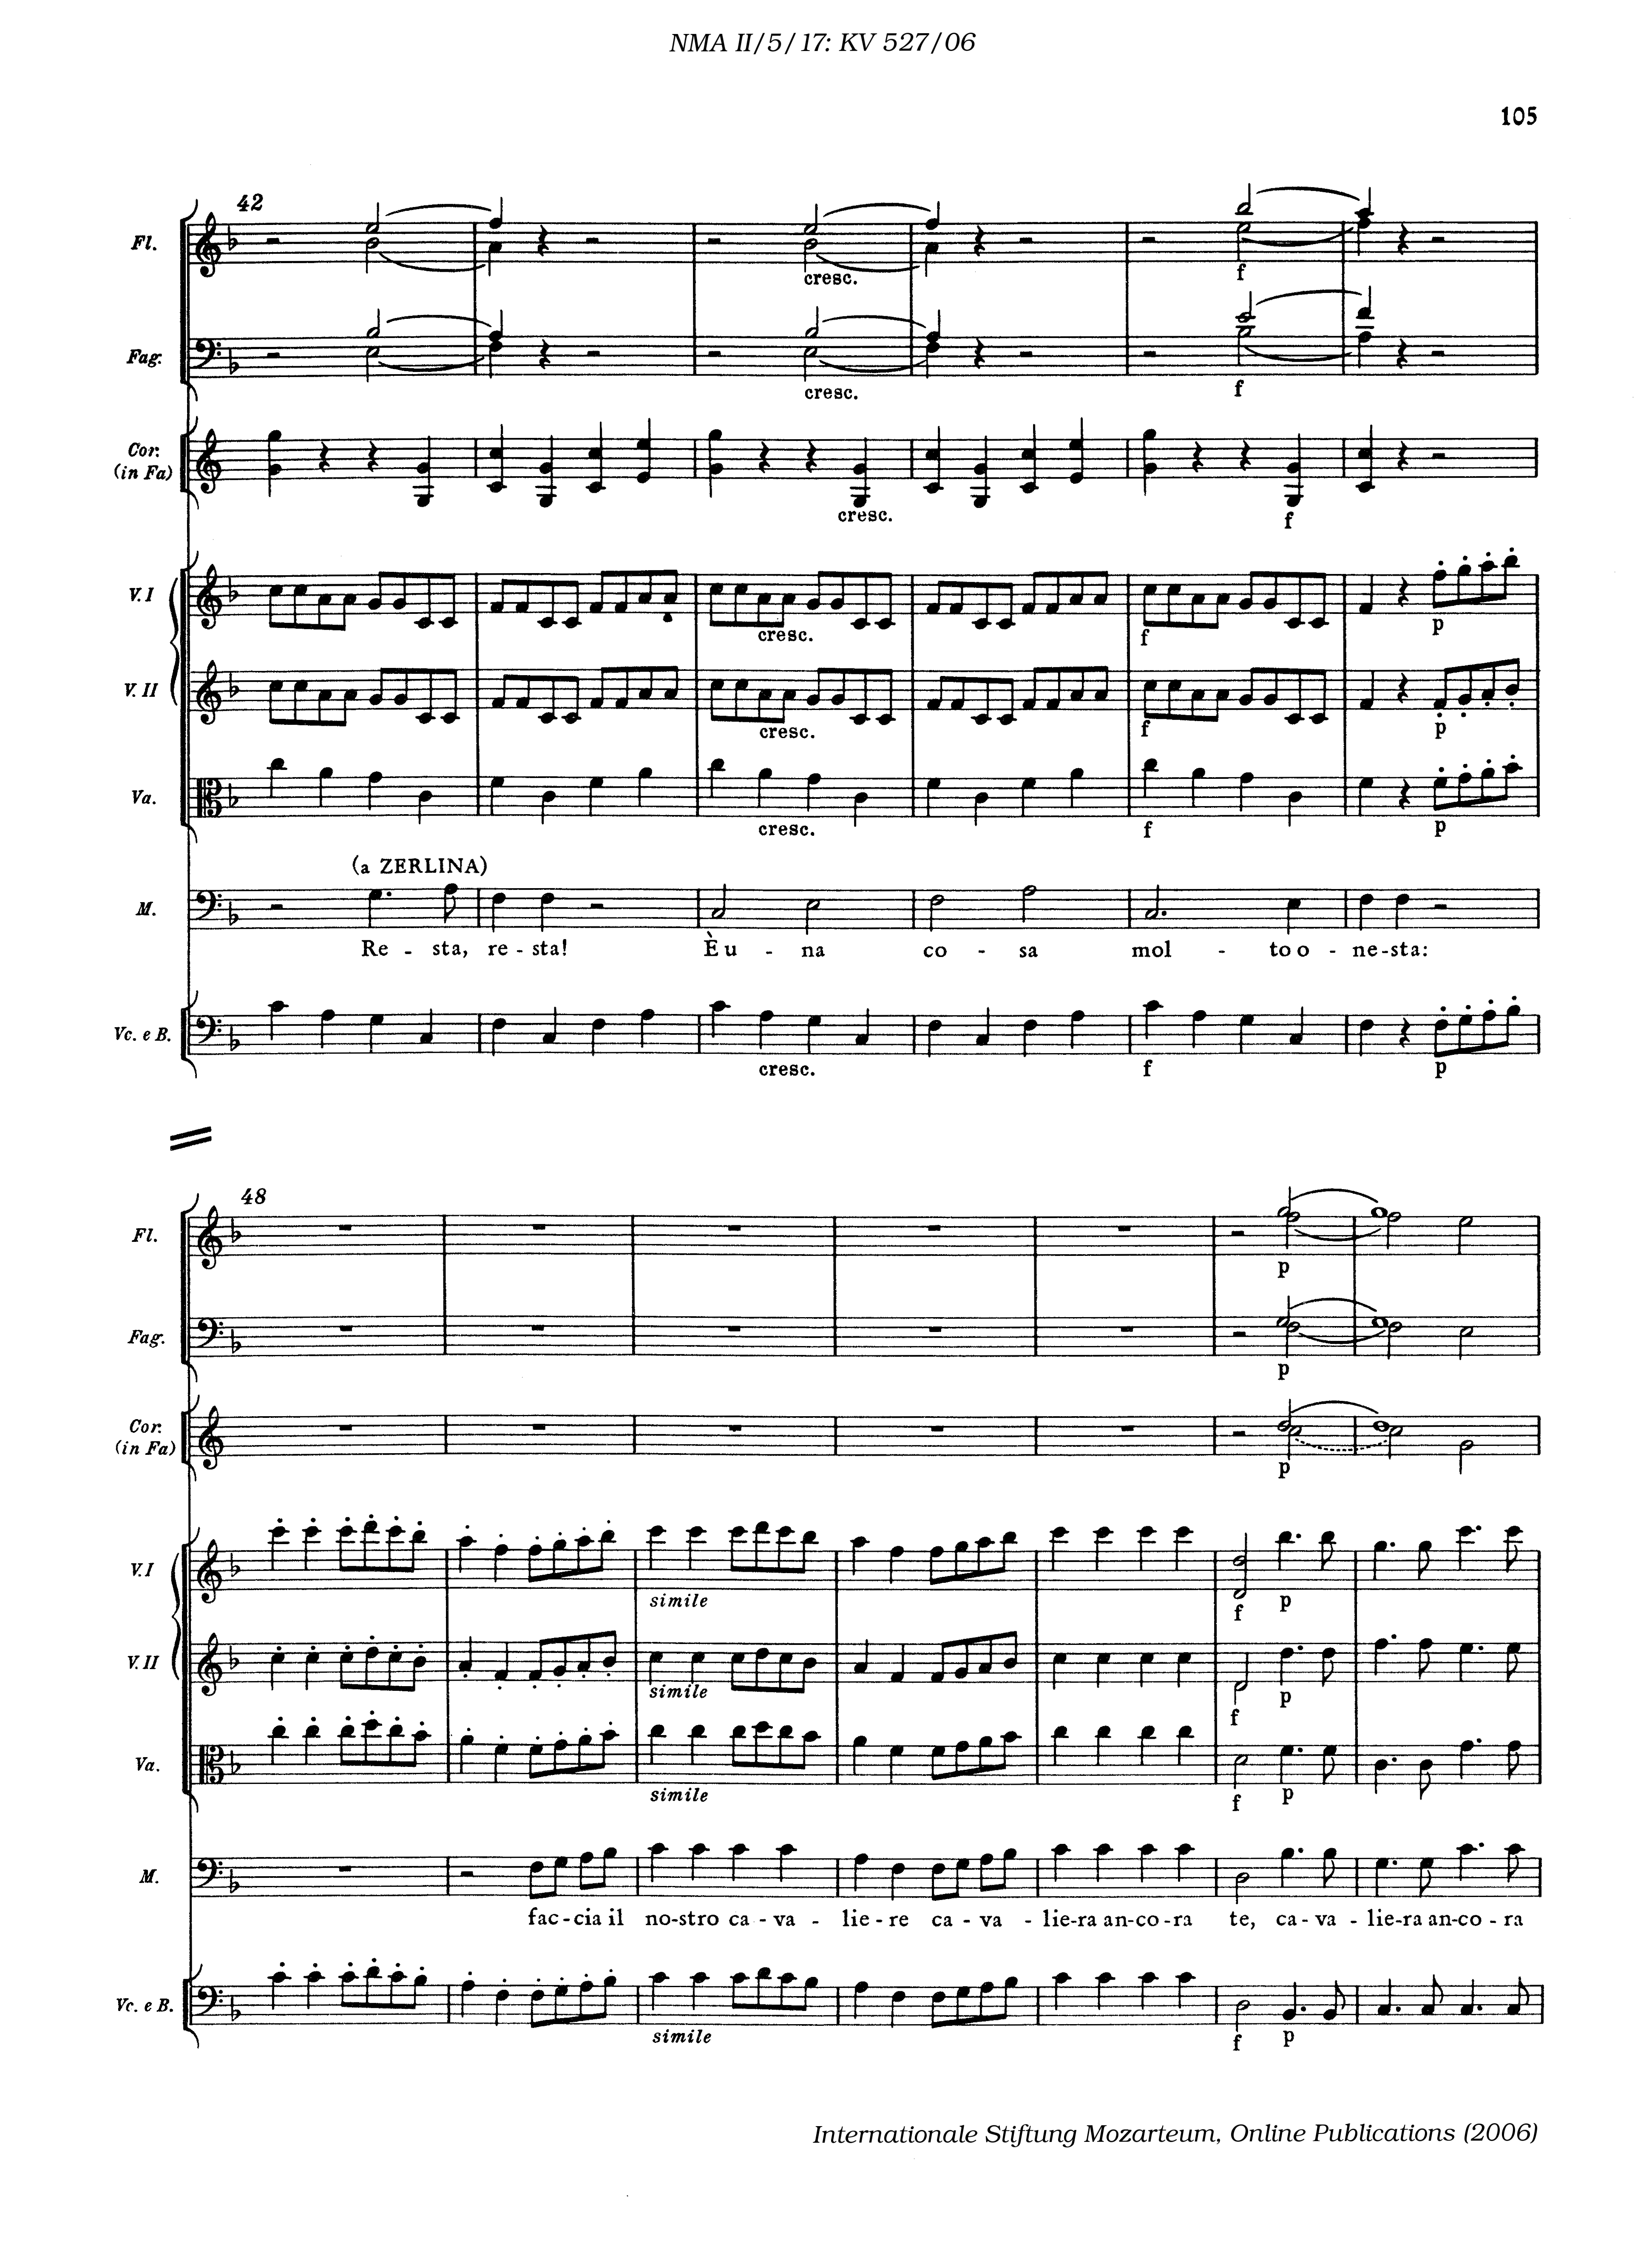 NMA II/5/17: KV 527/06
105
42
Fl.
cresc.
f
Fag.
cresc.
f
Cor.
(in Fa)
cresc.
f
V. I
cresc.
f
p
V. II
cresc.
f
p
Va.
cresc.
f
p
(a ZERLINA)
M.
Re - sta, re - sta! È u - na co - sa mol - to o - ne - sta:
Vc. e B.
cresc.
f
p
48
Fl.
p
Fag.
p
Cor.
(in Fa)
p
V. I
simile
f
p
V. II
simile
f
p
Va.
simile
f
p
M.
fac - cia il no - stro ca - va - lie - re ca - va - lie - ra an - co - ra te, ca - va - lie - ra an - co - ra
Vc. e B.
simile
f
p
Internationale Stiftung Mozarteum, Online Publications (2006)